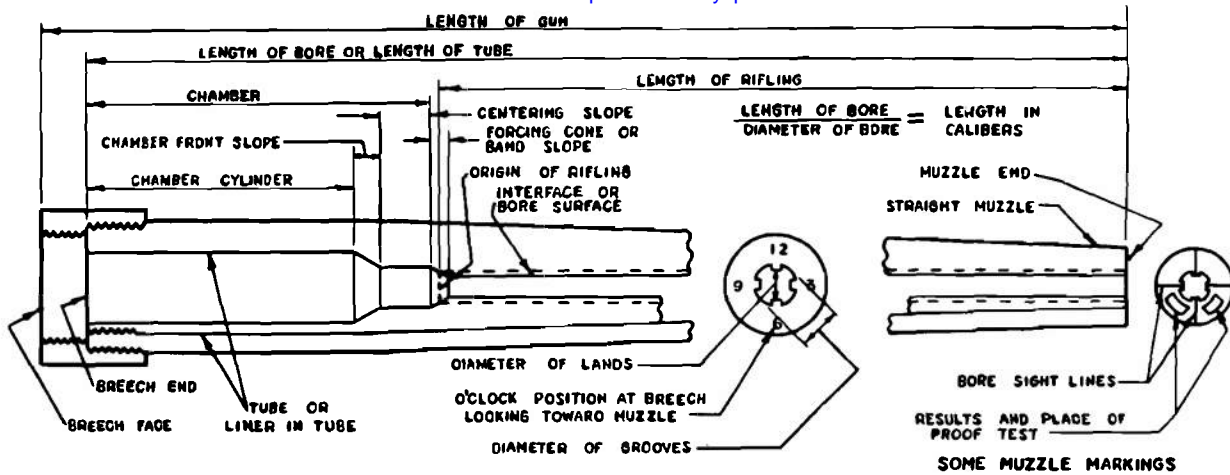 LENGTH OF GUN
LENGTH OF BORE OR LENGTH OF TUBE
LENGTH OF RIFLING
CHAMBER
CENTERING SLOPE
FORCING CONE OR
BAND SLOPE
CHAMBER FRONT SLOPE
ORIGIN OF RIFLING
INTERFACE OR
BORE SURFACE
CHAMBER CYLINDER
LENGTH OF BORE
DIAMETER OF BORE
=
LENGTH IN
CALIBERS
MUZZLE END
STRAIGHT MUZZLE
12
9 3
6
DIAMETER OF LANDS
O'CLOCK POSITION AT BREECH
LOOKING TOWARD MUZZLE
DIAMETER OF GROOVES
BREECH END
BREECH FACE
TUBE OR
LINER IN TUBE
BORE SIGHT LINES
RESULTS AND PLACE OF
PROOF TEST
SOME MUZZLE MARKINGS